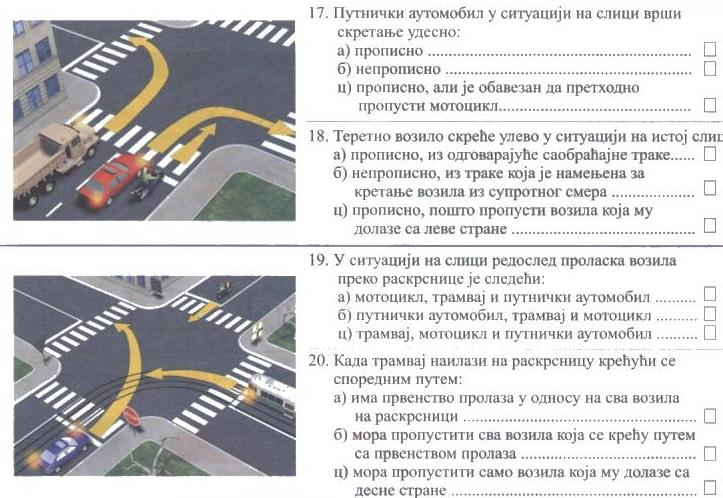 17. Путнички аутомобил у ситуацији на слици врши
скретање удесно:
а) прописно ..........................................................
б) непрописно ......................................................
ц) прописно, али је обавезан да претходно
пропусти мотоцикл..........................................
18. Теретно возило скреће улево у ситуацији на истој слиц
а) прописно, из одговарајуће саобраћајне траке......
б) непрописно, из траке која је намењена за
кретање возила из супротног смера ................
ц) прописно, пошто пропусти возила која му
долазе са леве стране .......................................
19. У ситуацији на слици редослед проласка возила
преко раскрснице је следећи:
а) мотоцикл, трамвај и путнички аутомобил ..........
б) путнички аутомобил, трамвај и мотоцикл ..........
ц) трамвај, мотоцикл и путнички аутомобил ..........
20. Када трамвај наилази на раскрсницу крећући се
споредним путем:
а) има првенство пролаза у односу на сва возила
на раскрсници ..................................................
б) мора пропустити сва возила која се крећу путем
са првенством пролаза .....................................
ц) мора пропустити само возила која му долазе са
десне стране .....................................................